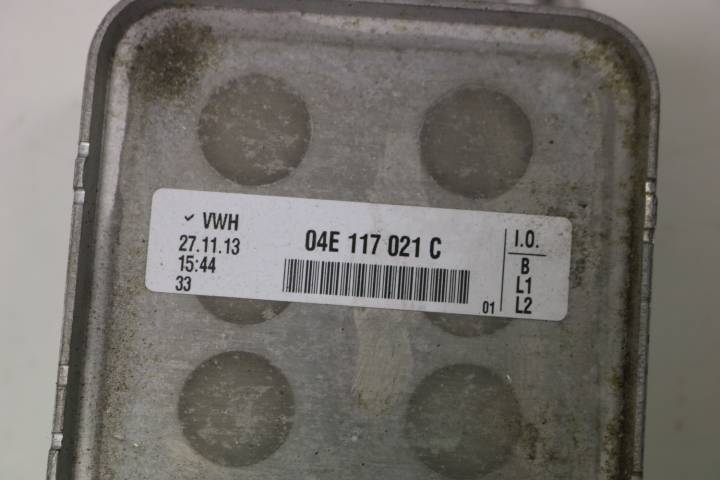 ✓ VWH
27.11.13
15:44
33
04E 117 021 C
01
I.O.
B
L1
L2